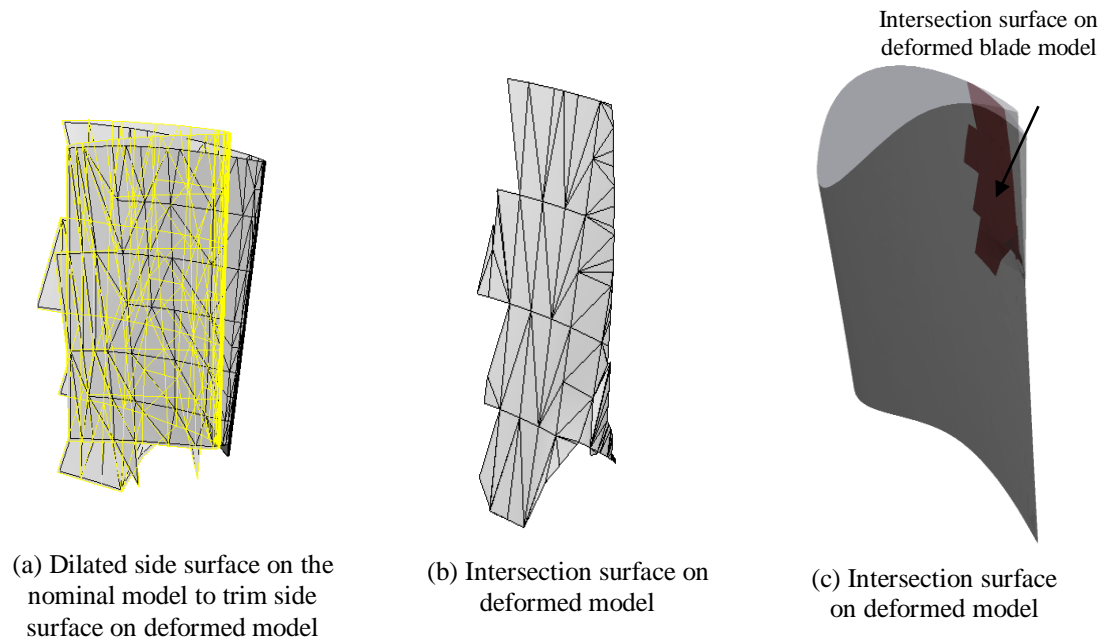 Intersection surface on
deformed blade model
(a) Dilated side surface on the
nominal model to trim side
surface on deformed model
(b) Intersection surface on
deformed model
(c) Intersection surface
on deformed model